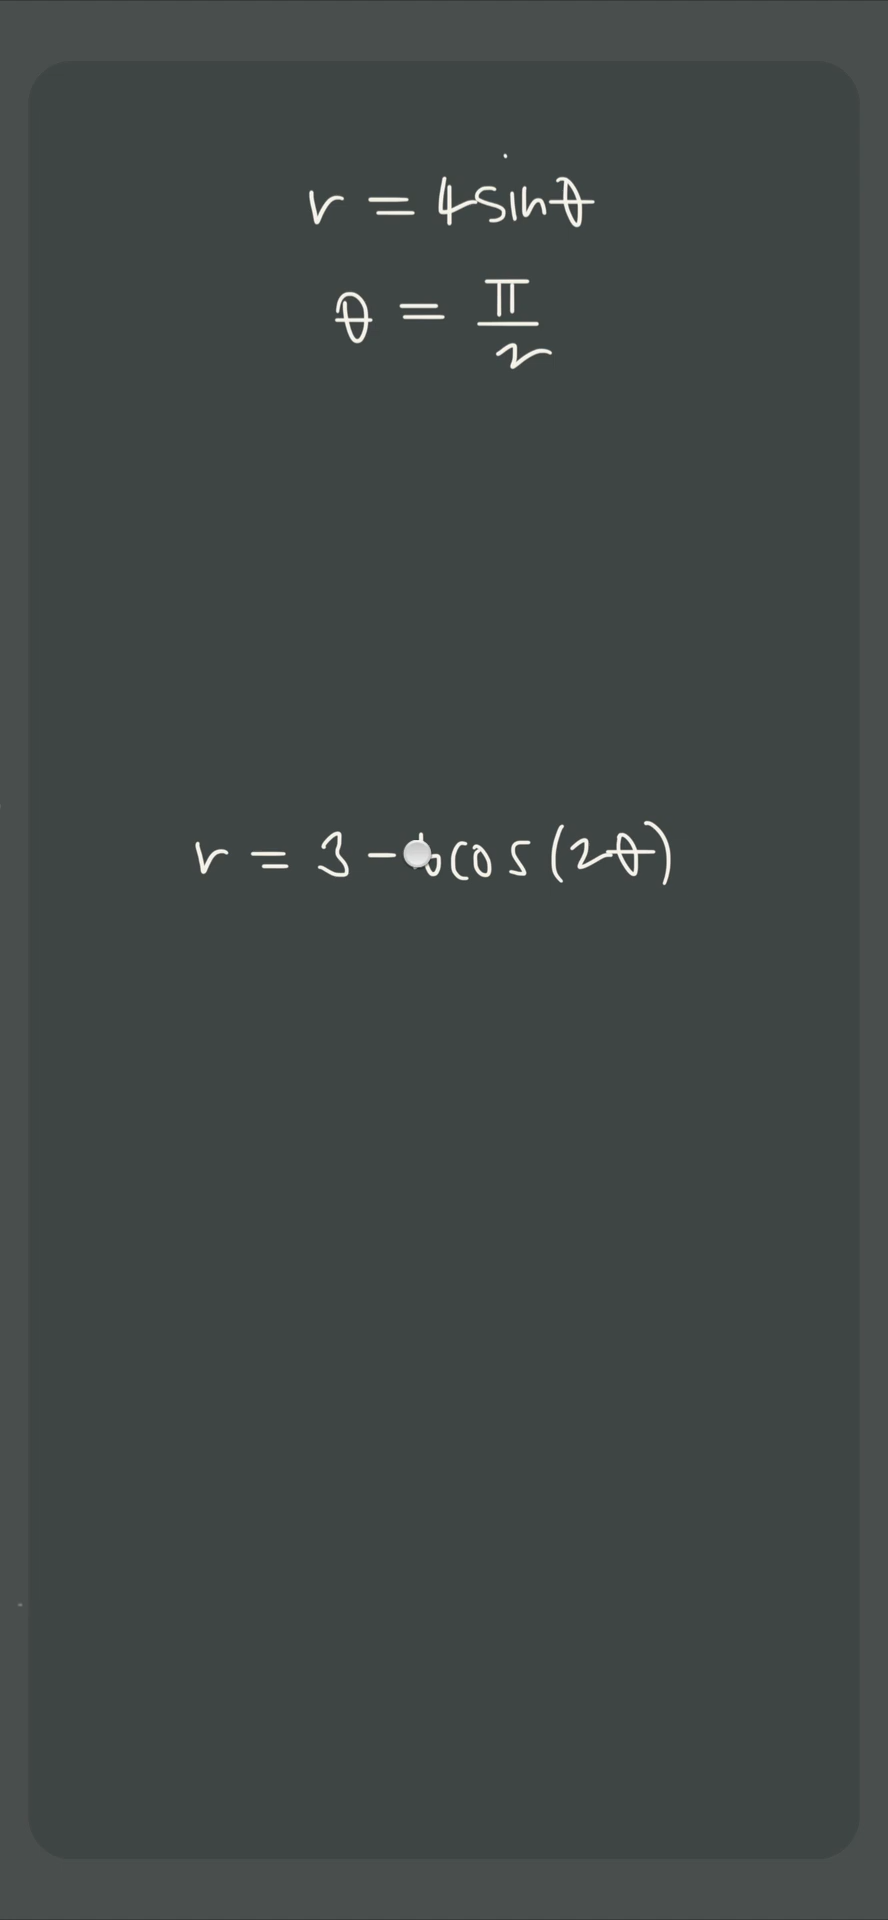 r = 4sinθ
θ = π/2
r = 3 - cos(2θ)